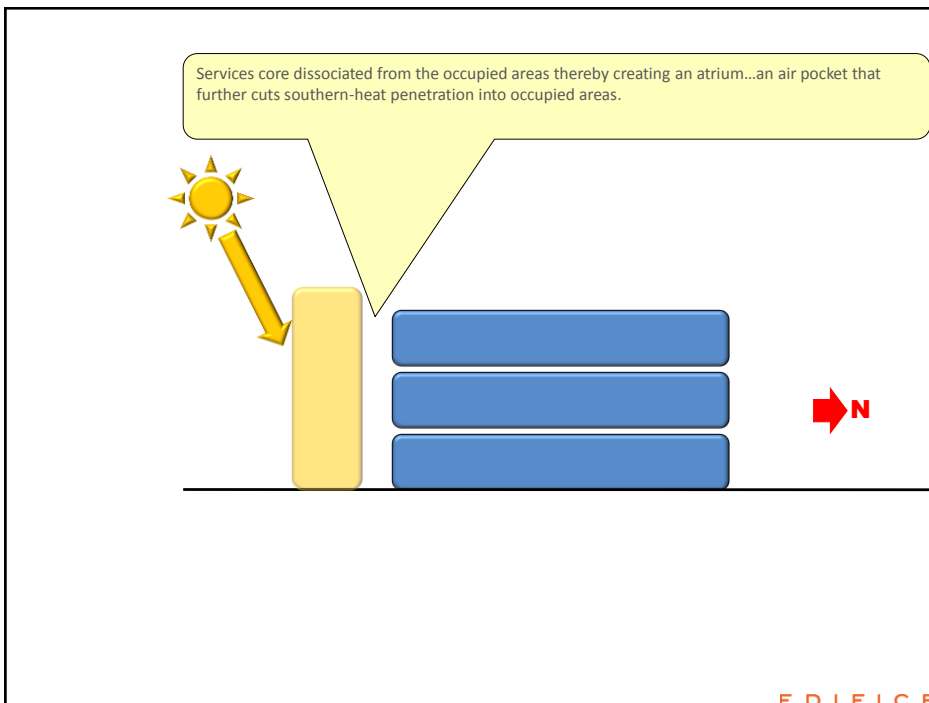 Services core dissociated from the occupied areas thereby creating an atrium…an air pocket that
further cuts southern-heat penetration into occupied areas.
N
EDIFICE